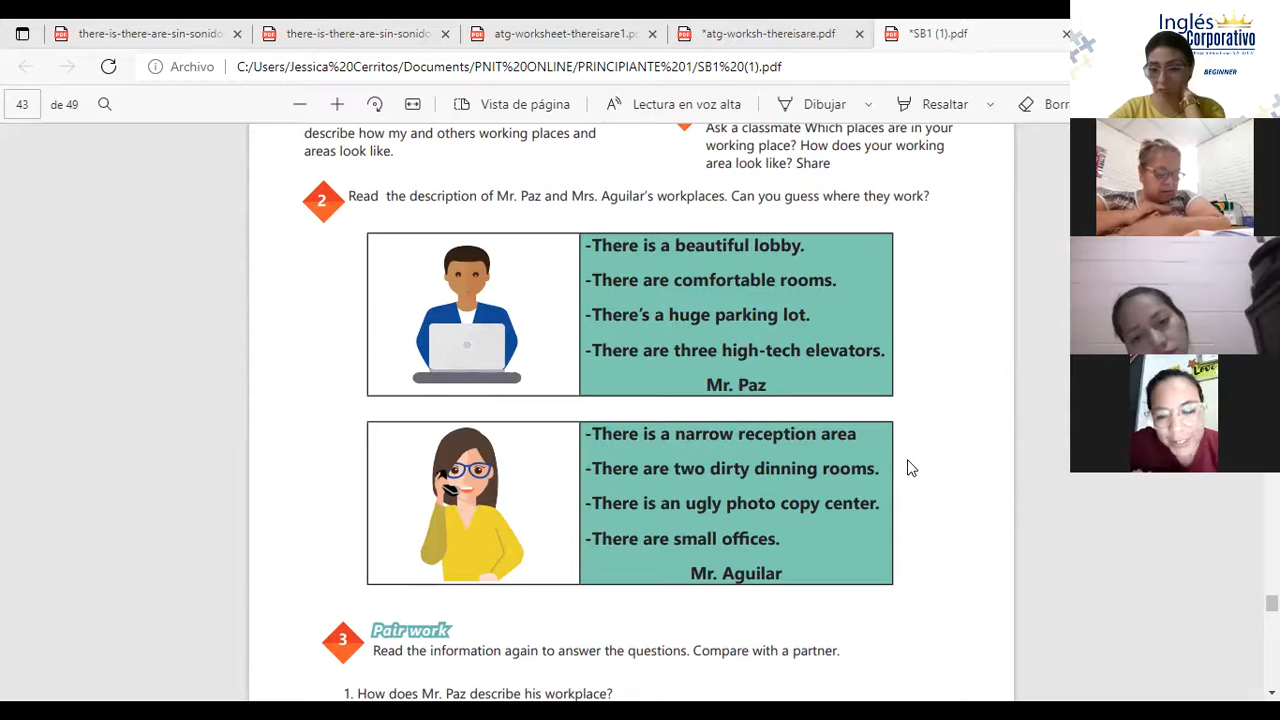 there-is-there-are-sin-sonido
there-is-there-are-sin-sonido
atg-worksheet-thereisare1.p
*atg-worksh-thereisare.pdf
*SB1 (1).pdf
Archivo
C:/Users/Jessica%20Cerritos/Documents/PNES%20ONLINE/PRINCIPIANTE%201/SB1%20(1).pdf
43 de 49
Vista de página
Lectura en voz alta
Dibujar
Resaltar
Borr
describe how my and others working places and
areas look like.
Ask a classmate Which places are in your
working place? How does your working
area look like? Share
2
Read the description of Mr. Paz and Mrs. Aguilar's workplaces. Can you guess where they work?
-There is a beautiful lobby.
-There are comfortable rooms.
-There's a huge parking lot.
-There are three high-tech elevators.
Mr. Paz
-There is a narrow reception area
-There are two dirty dinning rooms.
-There is an ugly photo copy center.
-There are small offices.
Mr. Aguilar
3
Pair work
Read the information again to answer the questions. Compare with a partner.
1. How does Mr. Paz describe his workplace?
Inglés
Corporativo
BEGINNER